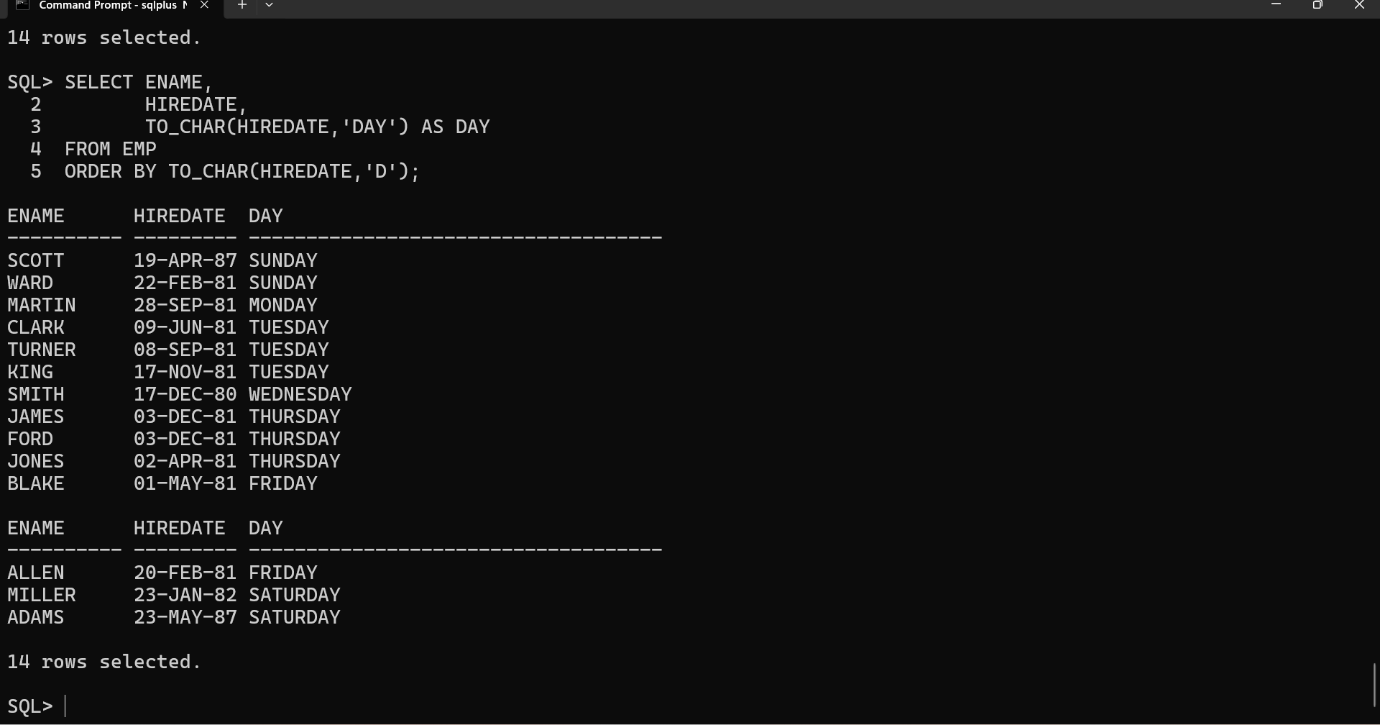 Command Prompt - sqlplus
14 rows selected.
SQL> SELECT ENAME,
  2         HIREDATE,
  3         TO_CHAR(HIREDATE,'DAY') AS DAY
  4  FROM EMP
  5  ORDER BY TO_CHAR(HIREDATE,'D');
ENAME      HIREDATE  DAY
---------- --------- ------------------------------------
SCOTT      19-APR-87 SUNDAY
WARD       22-FEB-81 SUNDAY
MARTIN     28-SEP-81 MONDAY
CLARK      09-JUN-81 TUESDAY
TURNER     08-SEP-81 TUESDAY
KING       17-NOV-81 TUESDAY
SMITH      17-DEC-80 WEDNESDAY
JAMES      03-DEC-81 THURSDAY
FORD       03-DEC-81 THURSDAY
JONES      02-APR-81 THURSDAY
BLAKE      01-MAY-81 FRIDAY
ENAME      HIREDATE  DAY
---------- --------- ------------------------------------
ALLEN      20-FEB-81 FRIDAY
MILLER     23-JAN-82 SATURDAY
ADAMS      23-MAY-87 SATURDAY
14 rows selected.
SQL>